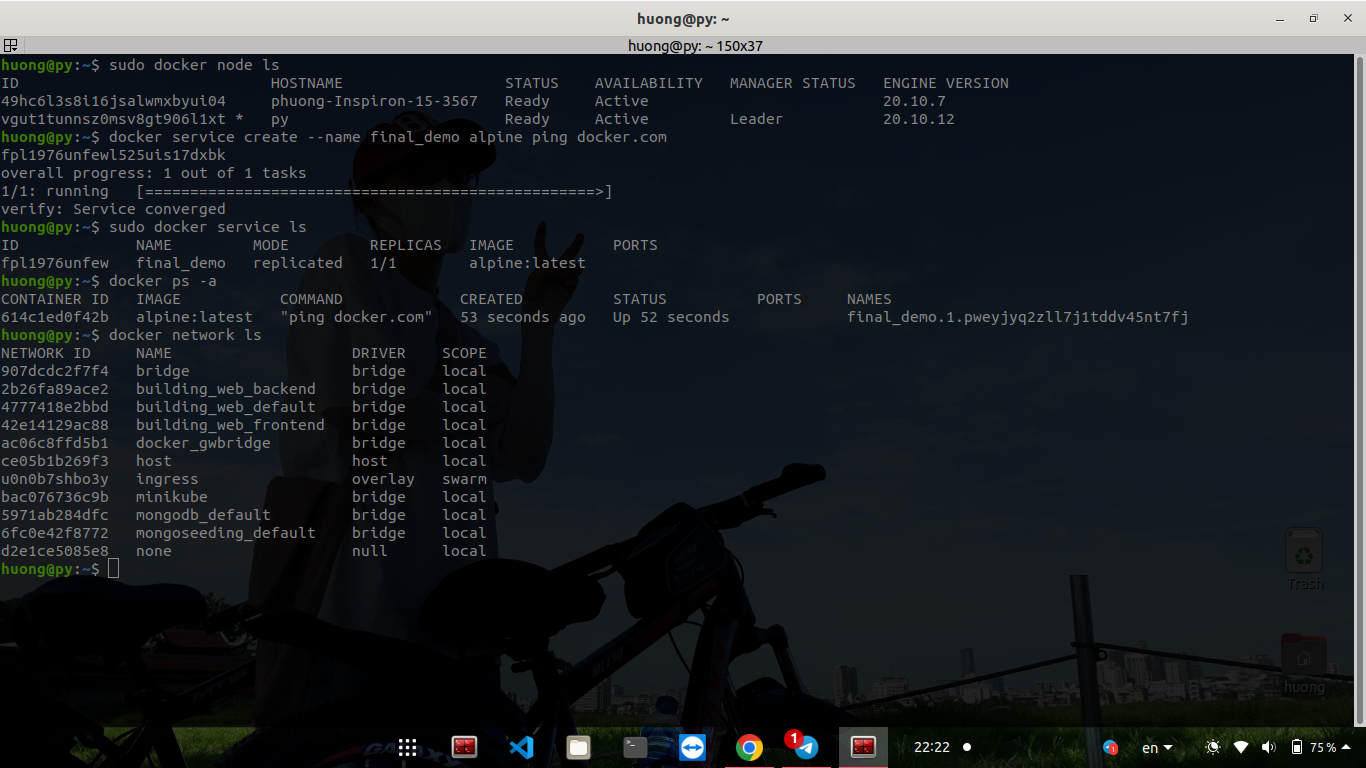 huong@py: ~
huong@py: ~ 150x37
huong@py:~$ sudo docker node ls
ID                            HOSTNAME                  STATUS    AVAILABILITY   MANAGER STATUS   ENGINE VERSION
49hc6l3s8i16jsalwmxbyui04     phuong-Inspiron-15-3567   Ready     Active                          20.10.7
vgut1tunnsz0msv8gt906l1xt *   py                        Ready     Active         Leader           20.10.12
huong@py:~$ docker service create --name final_demo alpine ping docker.com
fpl1976unfewl525uis17dxbk
overall progress: 1 out of 1 tasks
1/1: running   [==================================================>]
verify: Service converged
huong@py:~$ sudo docker service ls
ID             NAME         MODE         REPLICAS   IMAGE           PORTS
fpl1976unfew   final_demo   replicated   1/1        alpine:latest
huong@py:~$ docker ps -a
CONTAINER ID   IMAGE           COMMAND             CREATED          STATUS          PORTS     NAMES
614c1ed0f42b   alpine:latest   "ping docker.com"   53 seconds ago   Up 52 seconds             final_demo.1.pweyjyq2zll7j1tddv45nt7fj
huong@py:~$ docker network ls
NETWORK ID     NAME                    DRIVER    SCOPE
907dcdc2f7f4   bridge                  bridge    local
2b26fa89ace2   building_web_backend    bridge    local
4777418e2bbd   building_web_default    bridge    local
42e14129ac88   building_web_frontend   bridge    local
ac06c8ffd5b1   docker_gwbridge         bridge    local
ce05b1b269f3   host                    host      local
u0n0b7shbo3y   ingress                 overlay   swarm
bac076736c9b   minikube                bridge    local
5971ab284dfc   mongodb_default         bridge    local
6fc0e42f8772   mongoseeding_default    bridge    local
d2e1ce5085e8   none                    null      local
huong@py:~$
Trash
huong
1
22:22
1
en
75 %